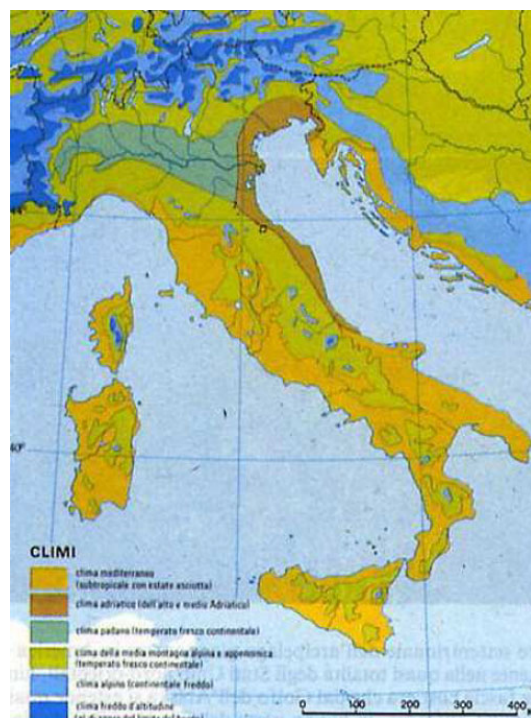 40°
CLIMI
clima mediterraneo
(subtropicale con estate asciutta)
clima adriatico (dell'alto e medio Adriatico)
clima padano (temperato fresco continentale)
clima della media montagna alpina e appenninica
(temperato fresco continentale)
clima alpino (continentale freddo)
clima freddo d'altitudine
0 100 200 300 40